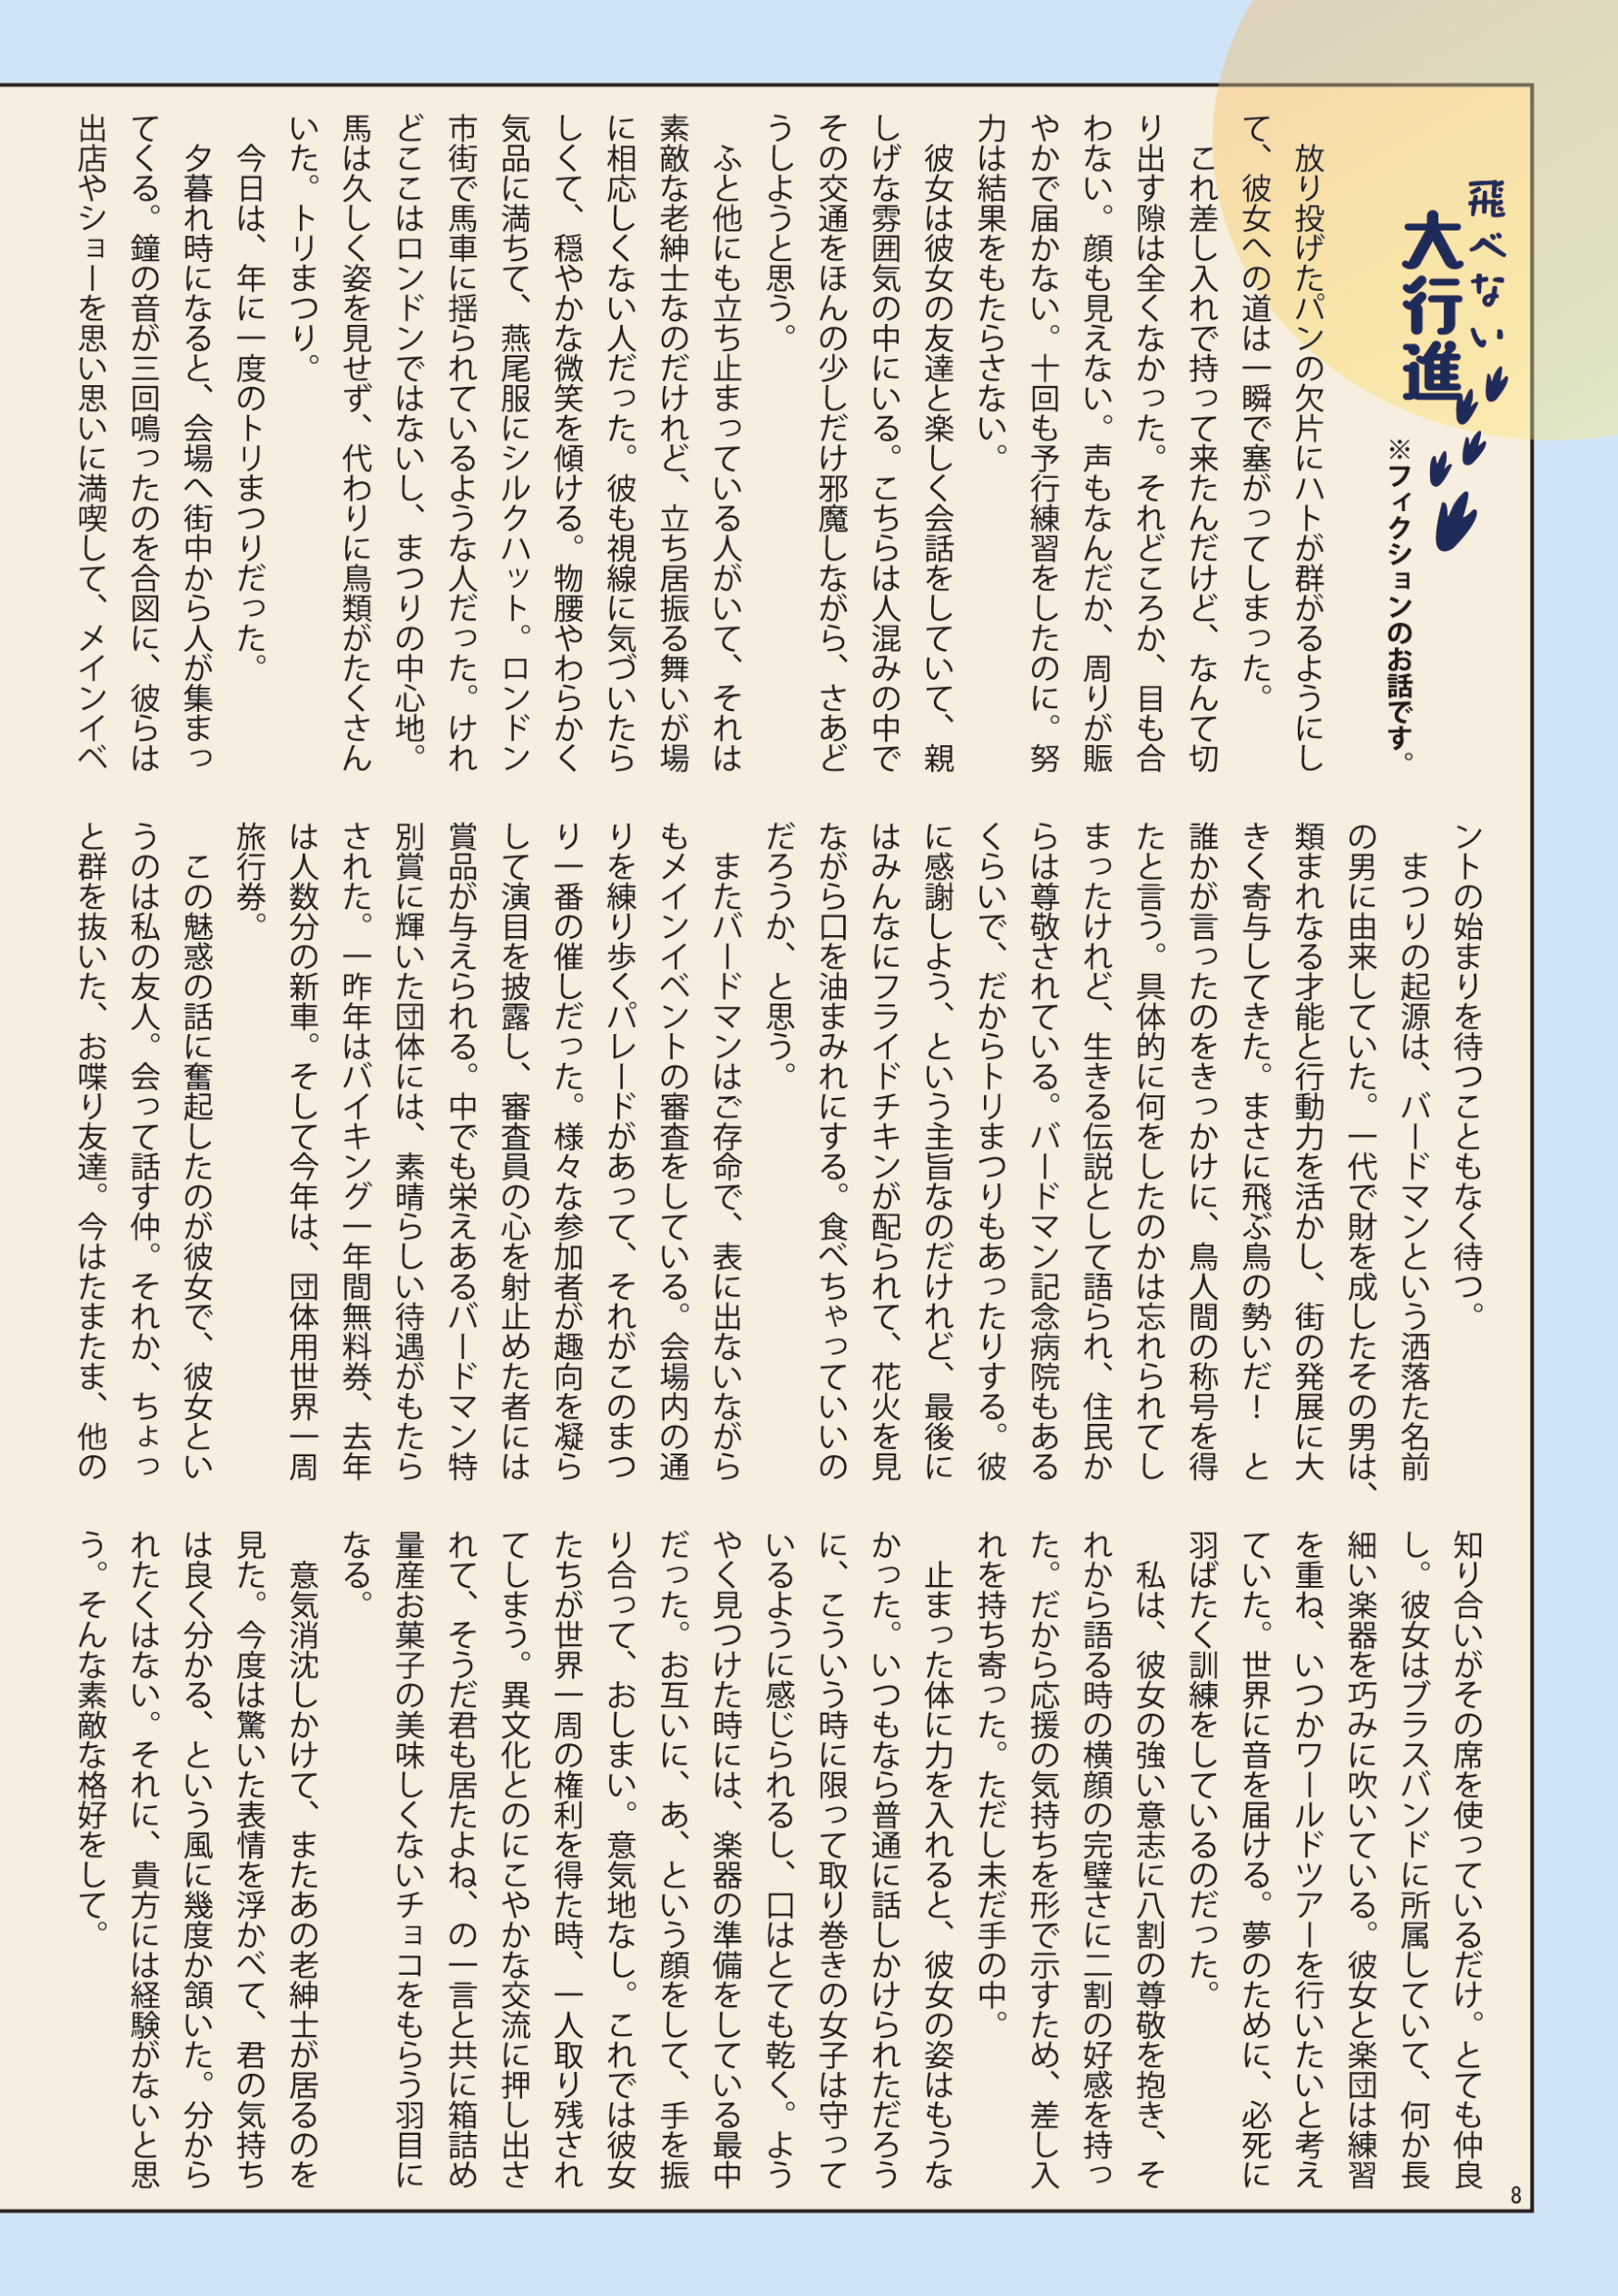 飛べない
大行進
※フィクションのお話です。
　放り投げたパンの欠片にハトが群がるようにし
て、彼女への道は一瞬で塞がってしまった。
　これ差し入れで持って来たんだけど、なんて切
り出す隙は全くなかった。それどころか、目も合
わない。顔も見えない。声もなんだか、周りが賑
やかで届かない。十回も予行練習をしたのに。努
力は結果をもたらさない。
　彼女は彼女の友達と楽しく会話をしていて、親
しげな雰囲気の中にいる。こちらは人混みの中で
その交通をほんの少しだけ邪魔しながら、さあど
うしようと思う。
　ふと他にも立ち止まっている人がいて、それは
素敵な老紳士なのだけれど、立ち居振る舞いが場
に相応しくない人だった。彼も視線に気づいたら
しくて、穏やかな微笑を傾ける。物腰やわらかく
気品に満ちて、燕尾服にシルクハット。ロンドン
市街で馬車に揺られているような人だった。けれ
どここはロンドンではないし、まつりの中心地。
馬は久しく姿を見せず、代わりに鳥類がたくさん
いた。トリまつり。
　今日は、年に一度のトリまつりだった。
　夕暮れ時になると、会場へ街中から人が集まっ
てくる。鐘の音が三回鳴ったのを合図に、彼らは
出店やショーを思い思いに満喫して、メインイベ
ントの始まりを待つこともなく待つ。
　まつりの起源は、バードマンという洒落た名前
の男に由来していた。一代で財を成したその男は、
類まれなる才能と行動力を活かし、街の発展に大
きく寄与してきた。まさに飛ぶ鳥の勢いだ！　と
誰かが言ったのをきっかけに、鳥人間の称号を得
たと言う。具体的に何をしたのかは忘れられてし
まったけれど、生きる伝説として語られ、住民か
らは尊敬されている。バードマン記念病院もある
くらいで、だからトリまつりもあったりする。彼
に感謝しよう、という主旨なのだけれど、最後に
はみんなにフライドチキンが配られて、花火を見
ながら口を油まみれにする。食べちゃっていいの
だろうか、と思う。
　またバードマンはご存命で、表に出ないながら
もメインイベントの審査をしている。会場内の通
りを練り歩くパレードがあって、それがこのまつ
り一番の催しだった。様々な参加者が趣向を凝ら
して演目を披露し、審査員の心を射止めた者には
賞品が与えられる。中でも栄えあるバードマン特
別賞に輝いた団体には、素晴らしい待遇がもたら
された。一昨年はバイキング一年間無料券、去年
は人数分の新車。そして今年は、団体用世界一周
旅行券。
　この魅惑の話に奮起したのが彼女で、彼女とい
うのは私の友人。会って話す仲。それか、ちょっ
と群を抜いた、お喋り友達。今はたまたま、他の
知り合いがその席を使っているだけ。とても仲良
し。彼女はブラスバンドに所属していて、何か長
細い楽器を巧みに吹いている。彼女と楽団は練習
を重ね、いつかワールドツアーを行いたいと考え
ていた。世界に音を届ける。夢のために、必死に
羽ばたく訓練をしているのだった。
　私は、彼女の強い意志に八割の尊敬を抱き、そ
れから語る時の横顔の完璧さに二割の好感を持っ
た。だから応援の気持ちを形で示すため、差し入
れを持ち寄った。ただし未だ手の中。
　止まった体に力を入れると、彼女の姿はもうな
かった。いつもなら普通に話しかけられただろう
に、こういう時に限って取り巻きの女子は守って
いるように感じられるし、口はとても乾く。よう
やく見つけた時には、楽器の準備をしている最中
だった。お互いに、あ、という顔をして、手を振
り合って、おしまい。意気地なし。これでは彼女
たちが世界一周の権利を得た時、一人取り残され
てしまう。異文化とのにこやかな交流に押し出さ
れて、そうだ君も居たよね、の一言と共に箱詰め
量産お菓子の美味しくないチョコをもらう羽目に
なる。
　意気消沈しかけて、またあの老紳士が居るのを
見た。今度は驚いた表情を浮かべて、君の気持ち
は良く分かる、という風に幾度か頷いた。分から
れたくはない。それに、貴方には経験がないと思
う。そんな素敵な格好をして。
8